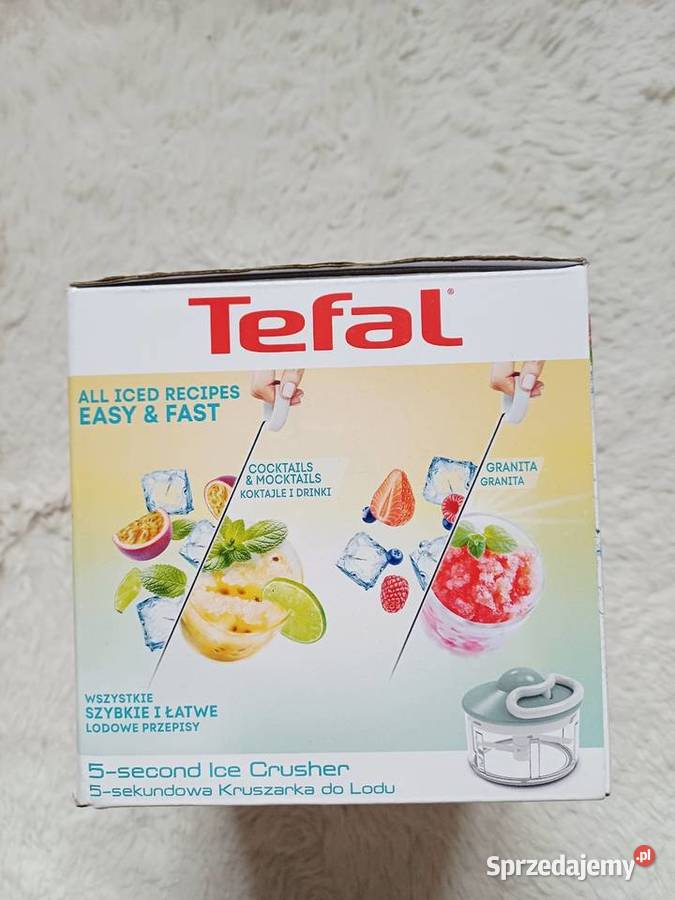 Tefal®
ALL ICED RECIPES
EASY & FAST
COCKTAILS
& MOCKTAILS
KOKTAJLE I DRINKI
GRANITA
GRANITA
WSZYSTKIE
SZYBKIE I ŁATWE
LODOWE PRZEPISY
5-second Ice Crusher
5-sekundowa Kruszarka do Lodu
Sprzedajemy.pl